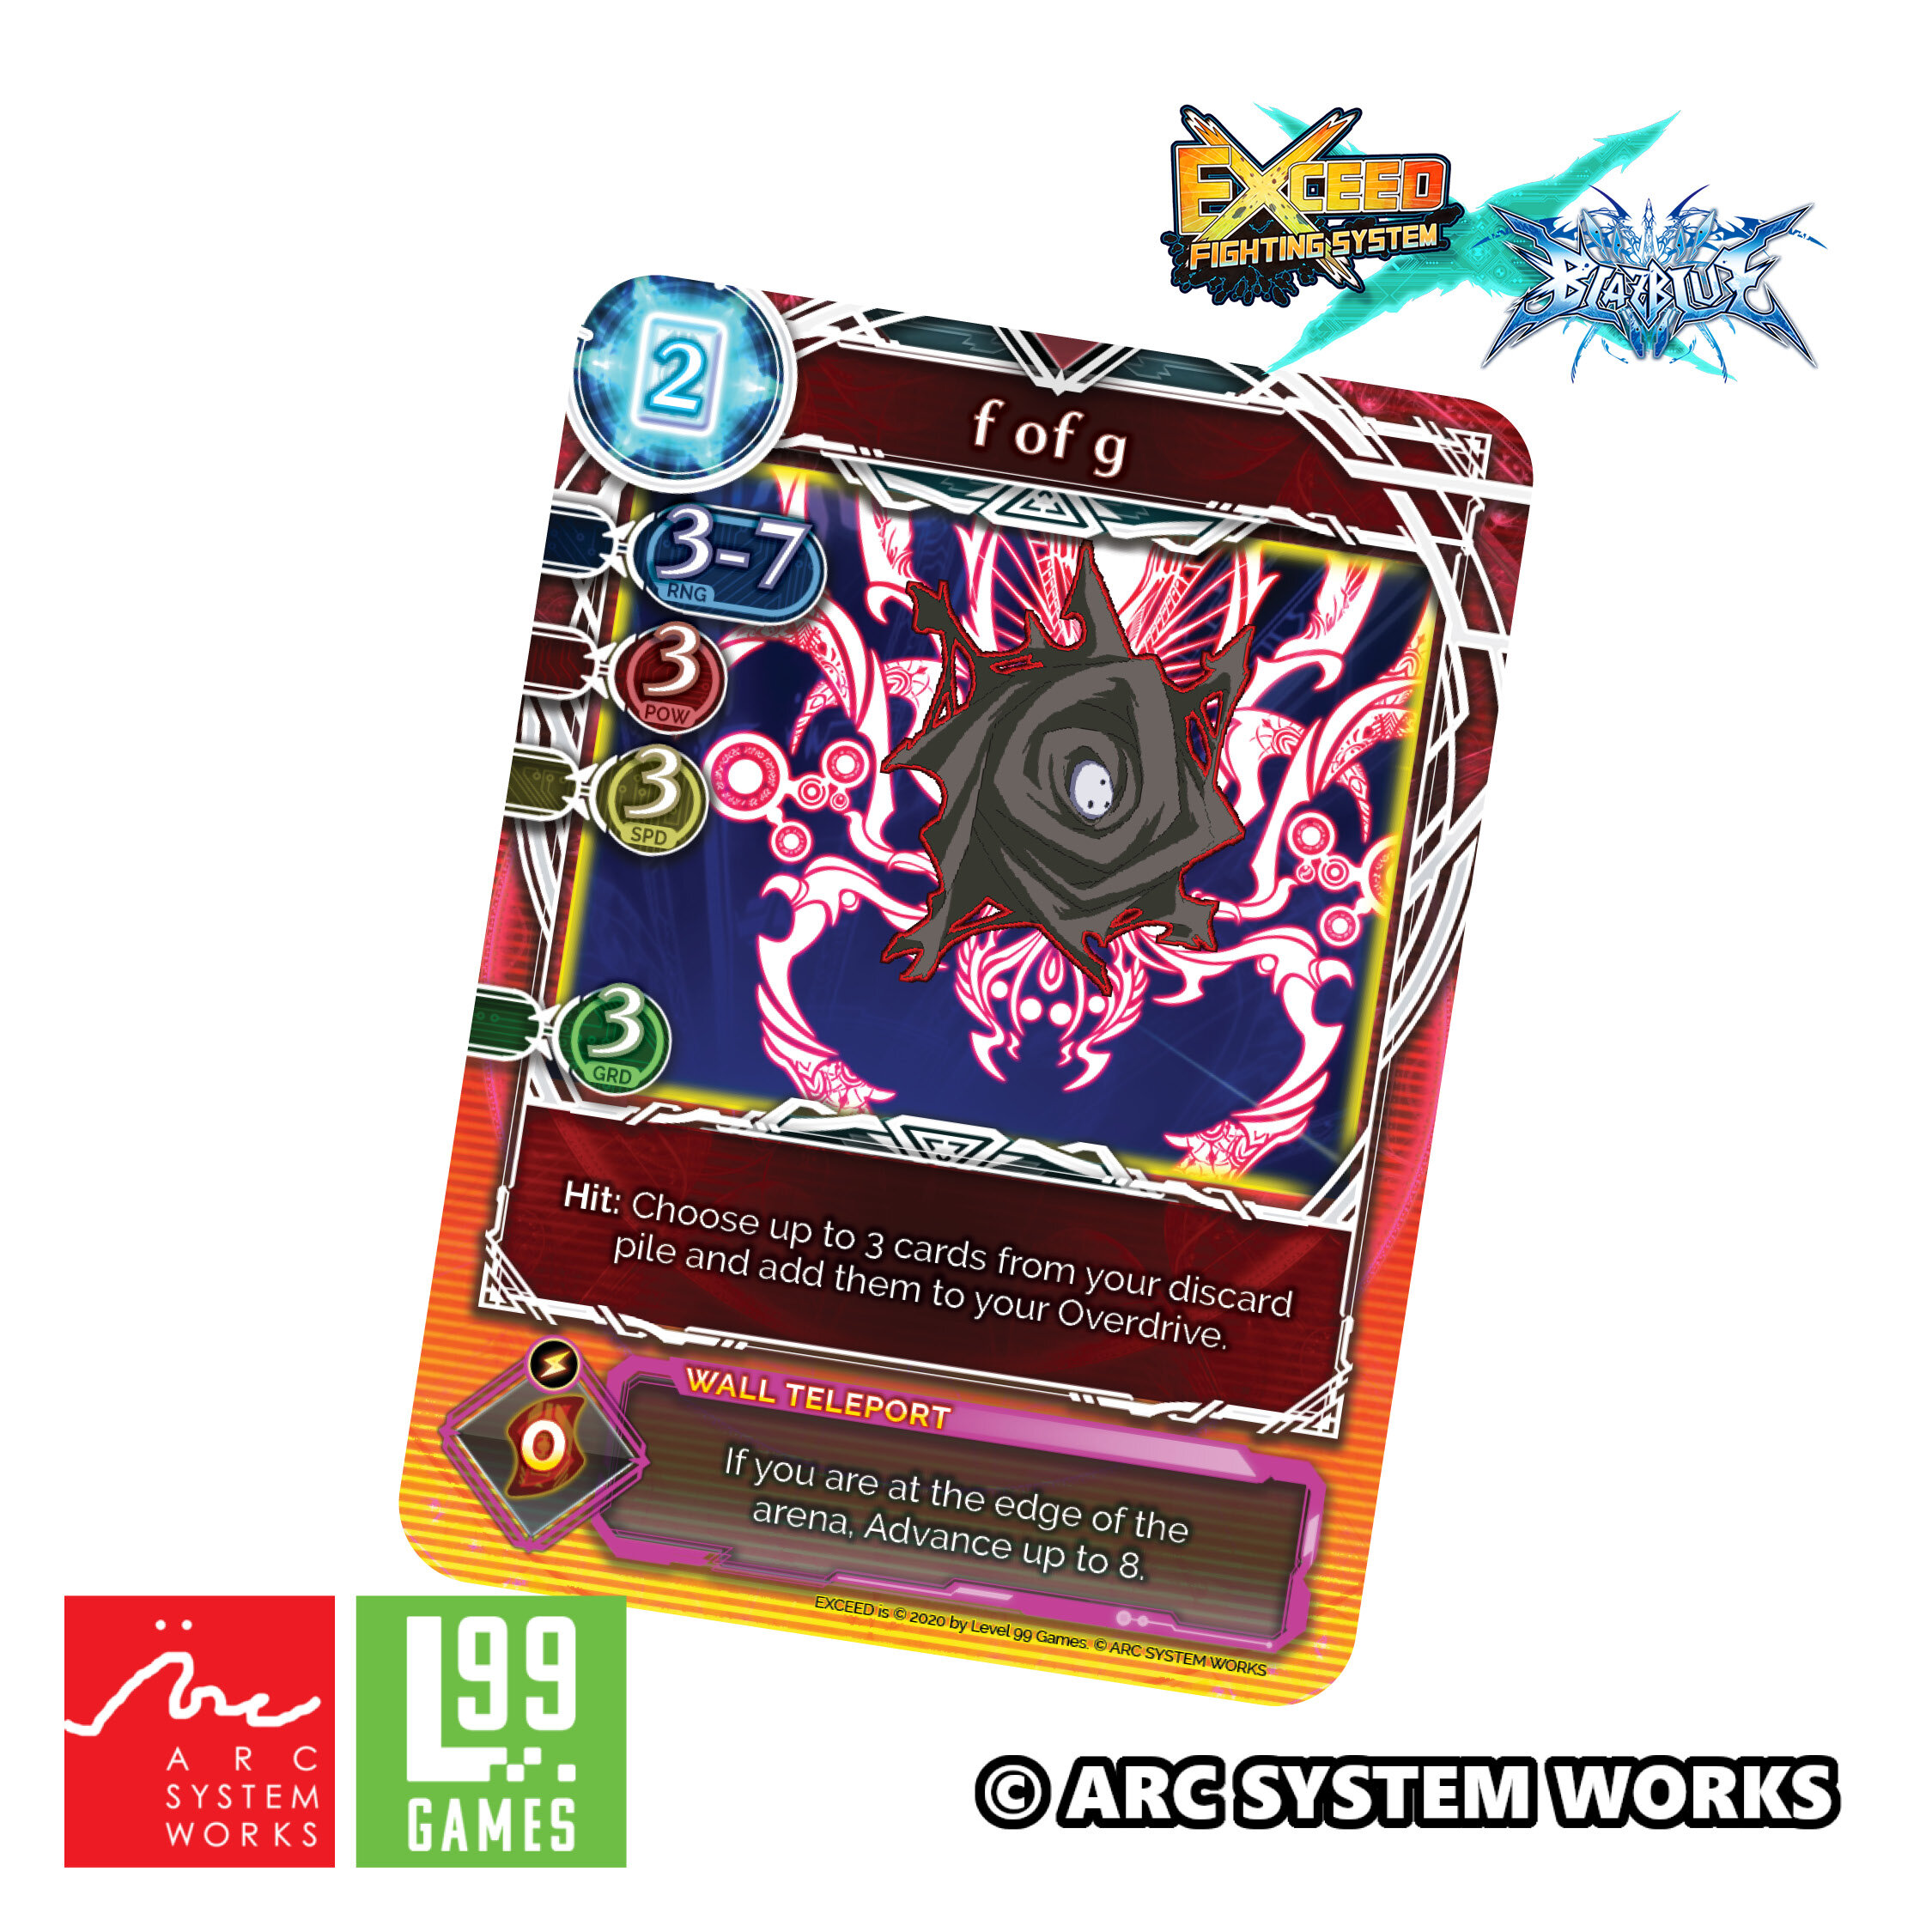 EXCEED
FIGHTING SYSTEM
BLAZBLUE
2
f of g
3-7
RNG
3
POW
3
SPD
3
GRD
Hit: Choose up to 3 cards from your discard
pile and add them to your Overdrive.
WALL TELEPORT
0
If you are at the edge of the
arena, Advance up to 8.
EXCEED is © 2020 by Level 99 Games. © ARC SYSTEM WORKS
Arc
ARC
SYSTEM
WORKS
L99
GAMES
© ARC SYSTEM WORKS